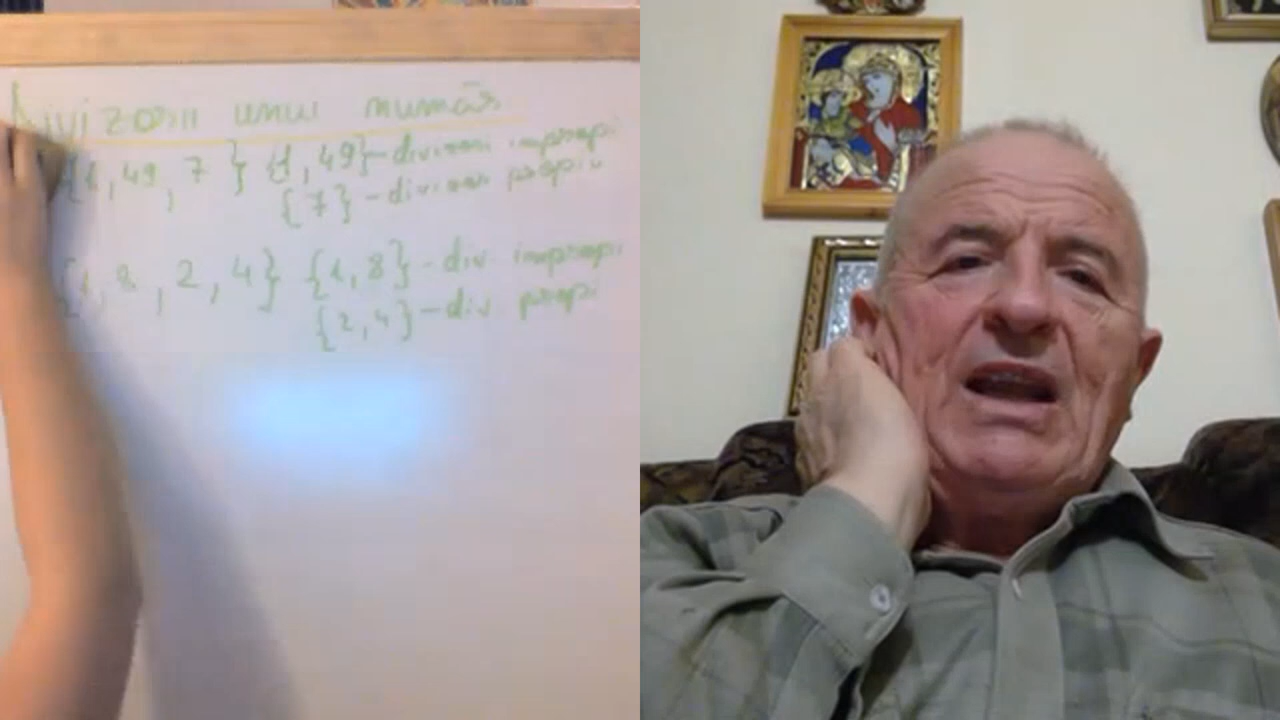 Divizorii unui număr
{1, 49, 7} {1, 49} - divizori improprii
{7} - divizori proprii
{1, 8, 2, 4} {1, 8} - div improprii
{2, 4} - div proprii